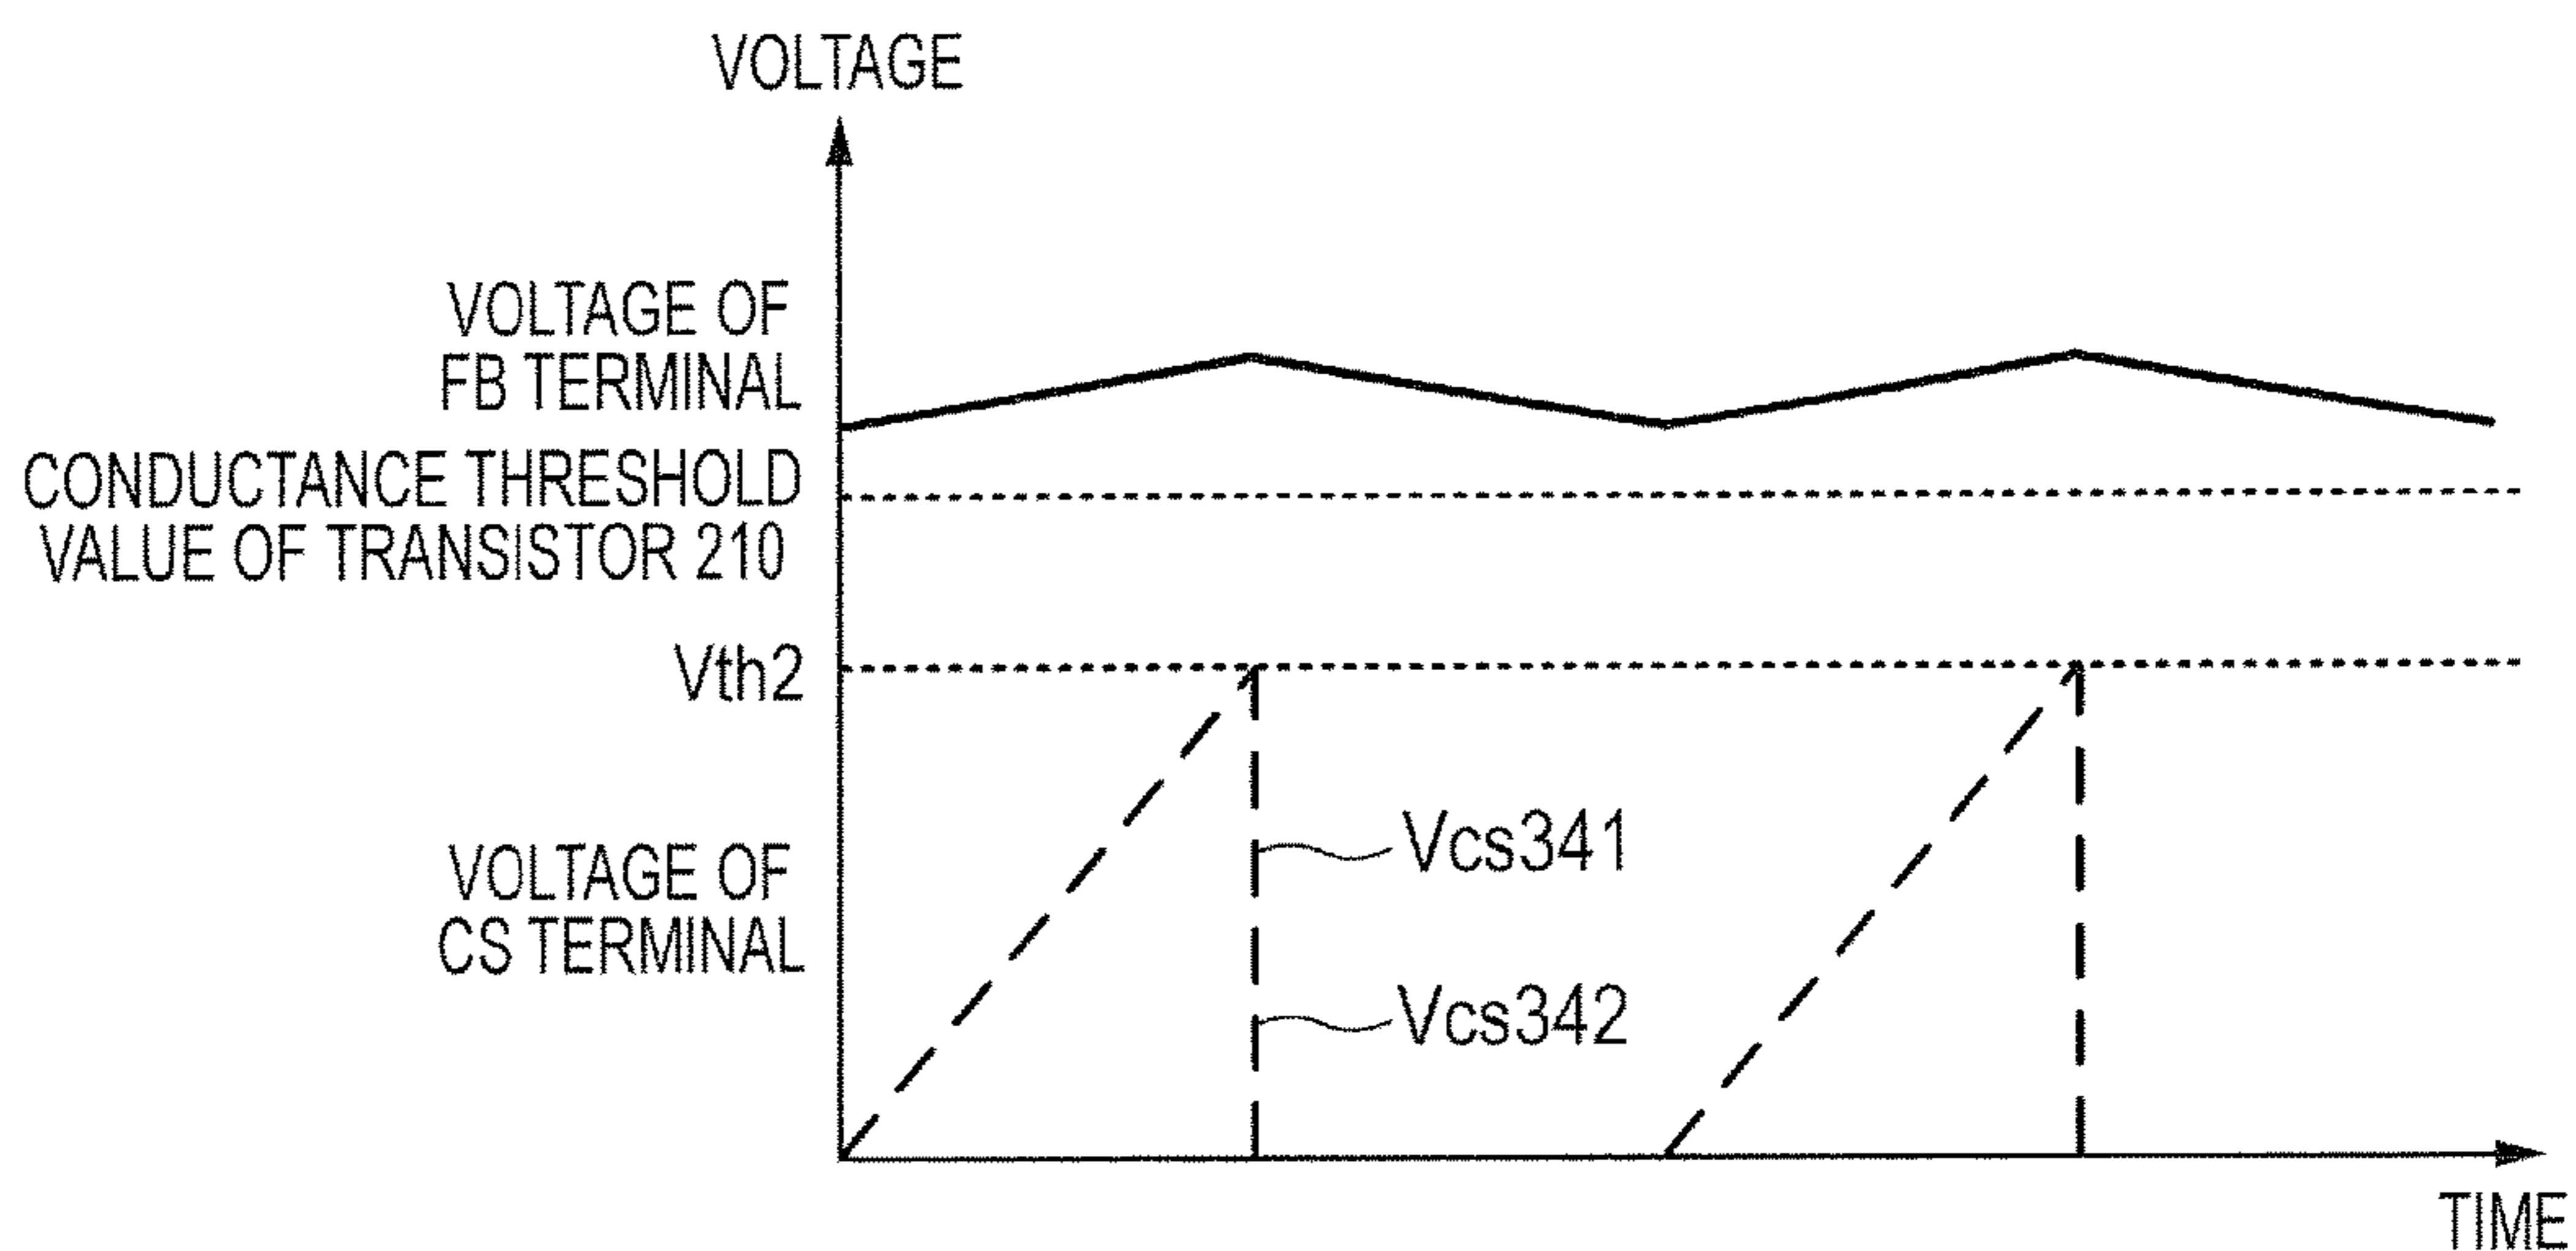 VOLTAGE
VOLTAGE OF
FB TERMINAL
CONDUCTANCE THRESHOLD
VALUE OF TRANSISTOR 210
Vth2
VOLTAGE OF
CS TERMINAL
Vcs341
Vcs342
TIME